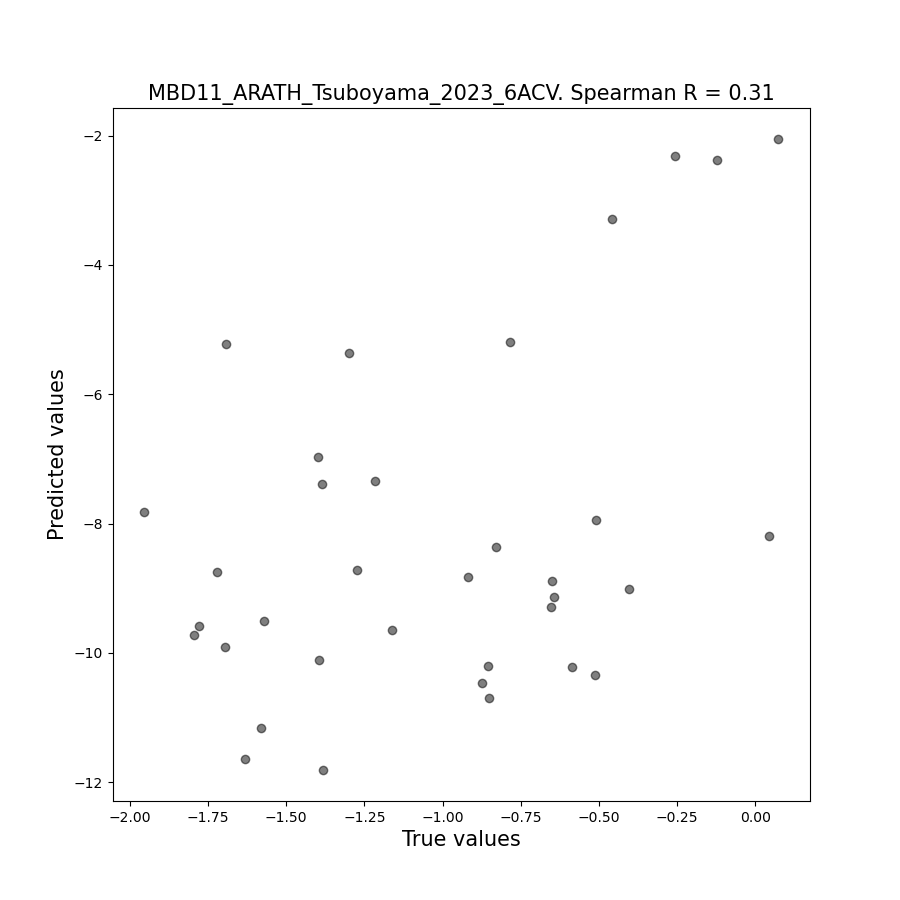 MBD11_ARATH_Tsuboyama_2023_6ACV. Spearman R = 0.31
−2
−4
−6
−8
−10
−12
Predicted values
−2.00 −1.75 −1.50 −1.25 −1.00 −0.75 −0.50 −0.25 0.00
True values